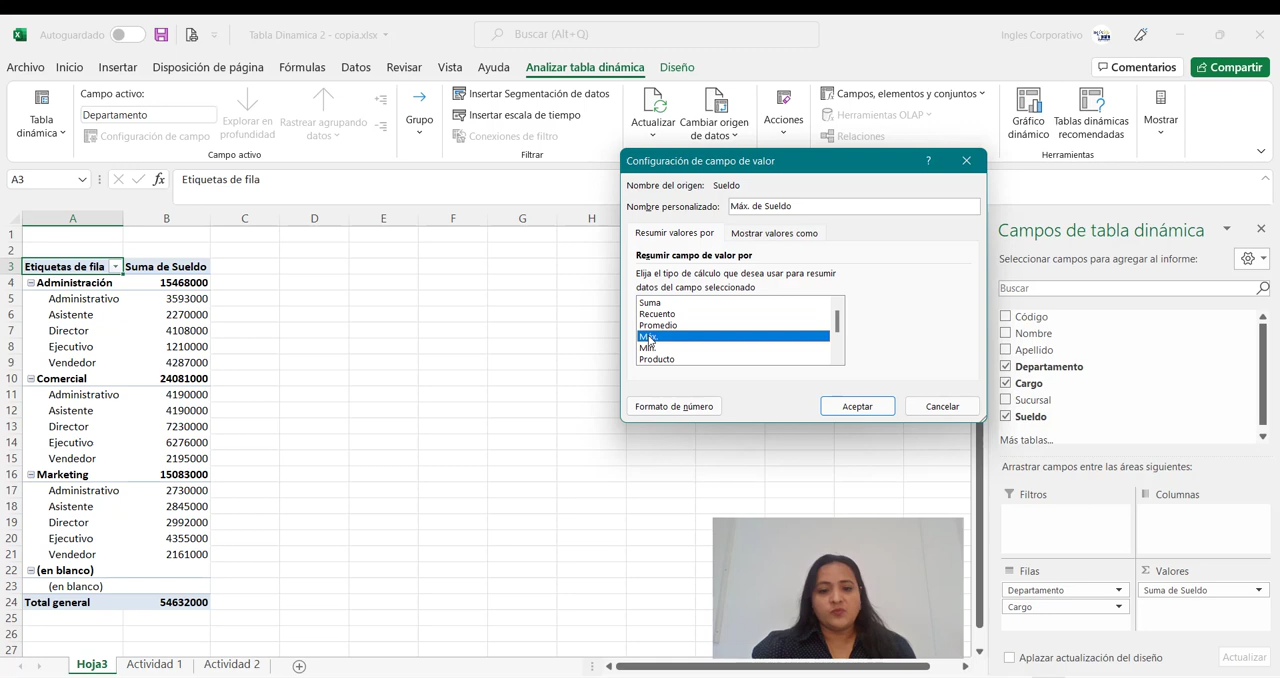 Autoguardado
Tabla Dinamica 2 - copia.xlsx
Buscar (Alt+Q)
Ingles Corporativo
Archivo Inicio Insertar Disposición de página Fórmulas Datos Revisar Vista Ayuda Analizar tabla dinámica Diseño
Comentarios Compartir
Tabla dinámica
Campo activo:
Departamento
Configuración de campo
Explorar en profundidad
Rastrear agrupando datos
Campo activo
Grupo
Insertar Segmentación de datos
Insertar escala de tiempo
Conexiones de filtro
Filtrar
Actualizar
Cambiar origen de datos
Acciones
Campos, elementos y conjuntos
Herramientas OLAP
Relaciones
Gráfico dinámico
Tablas dinámicas recomendadas
Herramientas
Mostrar
A3
fx
Etiquetas de fila
A B C D E F G H
1
2
3 Etiquetas de fila Suma de Sueldo
4 Administración 15468000
5 Administrativo 3593000
6 Asistente 2270000
7 Director 4108000
8 Ejecutivo 1210000
9 Vendedor 4287000
10 Comercial 24081000
11 Administrativo 4190000
12 Asistente 4190000
13 Director 7230000
14 Ejecutivo 6276000
15 Vendedor 2195000
16 Marketing 15083000
17 Administrativo 2730000
18 Asistente 2845000
19 Director 2992000
20 Ejecutivo 4355000
21 Vendedor 2161000
22 (en blanco)
23 (en blanco)
24 Total general 54632000
25
26
27
Hoja3 Actividad 1 Actividad 2
Configuración de campo de valor ?
Nombre del origen: Sueldo
Nombre personalizado: Máx. de Sueldo
Resumir valores por Mostrar valores como
Resumir campo de valor por
Elija el tipo de cálculo que desea usar para resumir
datos del campo seleccionado
Suma
Recuento
Promedio
Máx.
Mín.
Producto
Formato de número Aceptar Cancelar
Campos de tabla dinámica
Seleccionar campos para agregar al informe:
Buscar
Código
Nombre
Apellido
Departamento
Cargo
Sucursal
Sueldo
Más tablas...
Arrastrar campos entre las áreas siguientes:
Filtros Columnas
Filas Σ Valores
Departamento Suma de Sueldo
Cargo
Aplazar actualización del diseño Actualizar